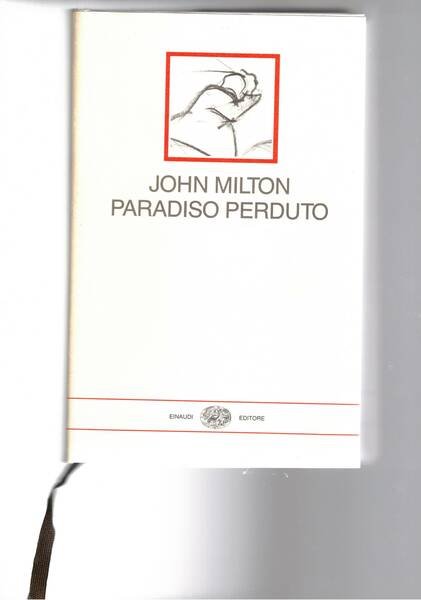 JOHN MILTON
PARADISO PERDUTO
EINAUDI EDITORE